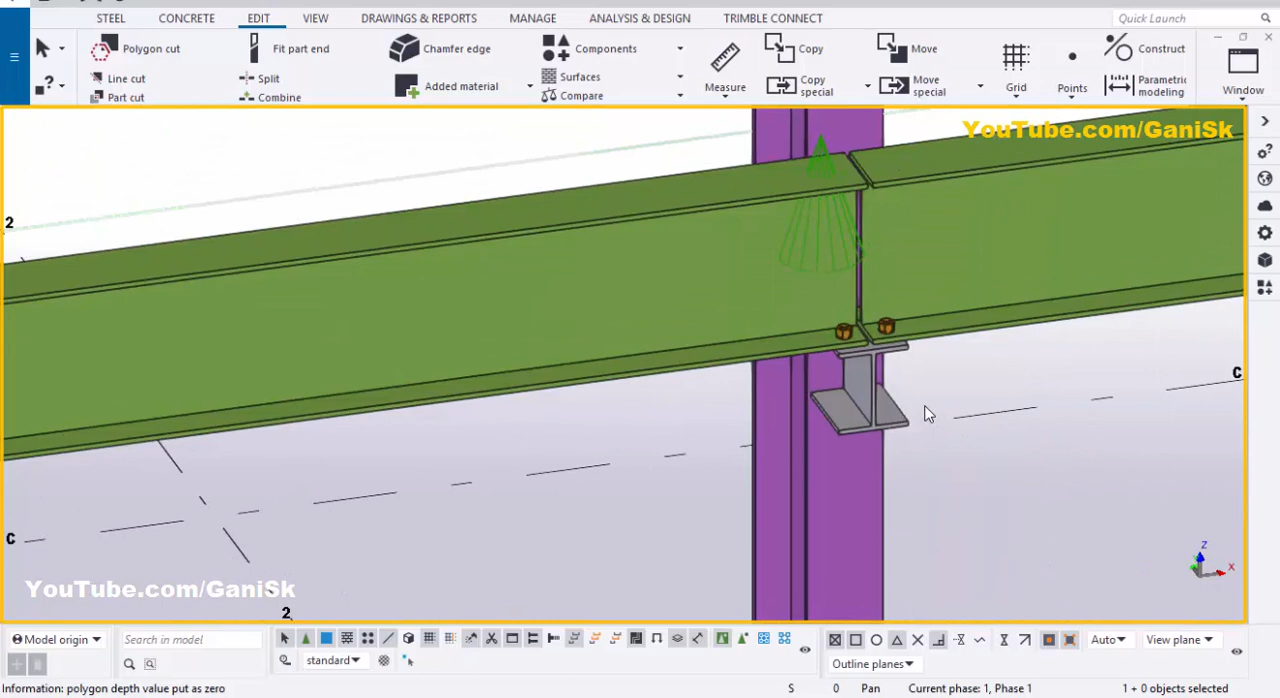 STEEL CONCRETE EDIT VIEW DRAWINGS & REPORTS MANAGE ANALYSIS & DESIGN TRIMBLE CONNECT Quick Launch
Polygon cut Fit part end Chamfer edge Components Copy Move Construct
Line cut Split Surfaces
Part cut Combine Added material Compare Measure Copy special Move special Grid Points Parametric modeling Window
YouTube.com/GaniSk
2
C
C
YouTube.com/GaniSk
2
Z
X
Model origin Search in model Auto View plane
standard Outline planes
Information: polygon depth value put as zero S 0 Pan Current phase: 1, Phase 1 1 + 0 objects selected